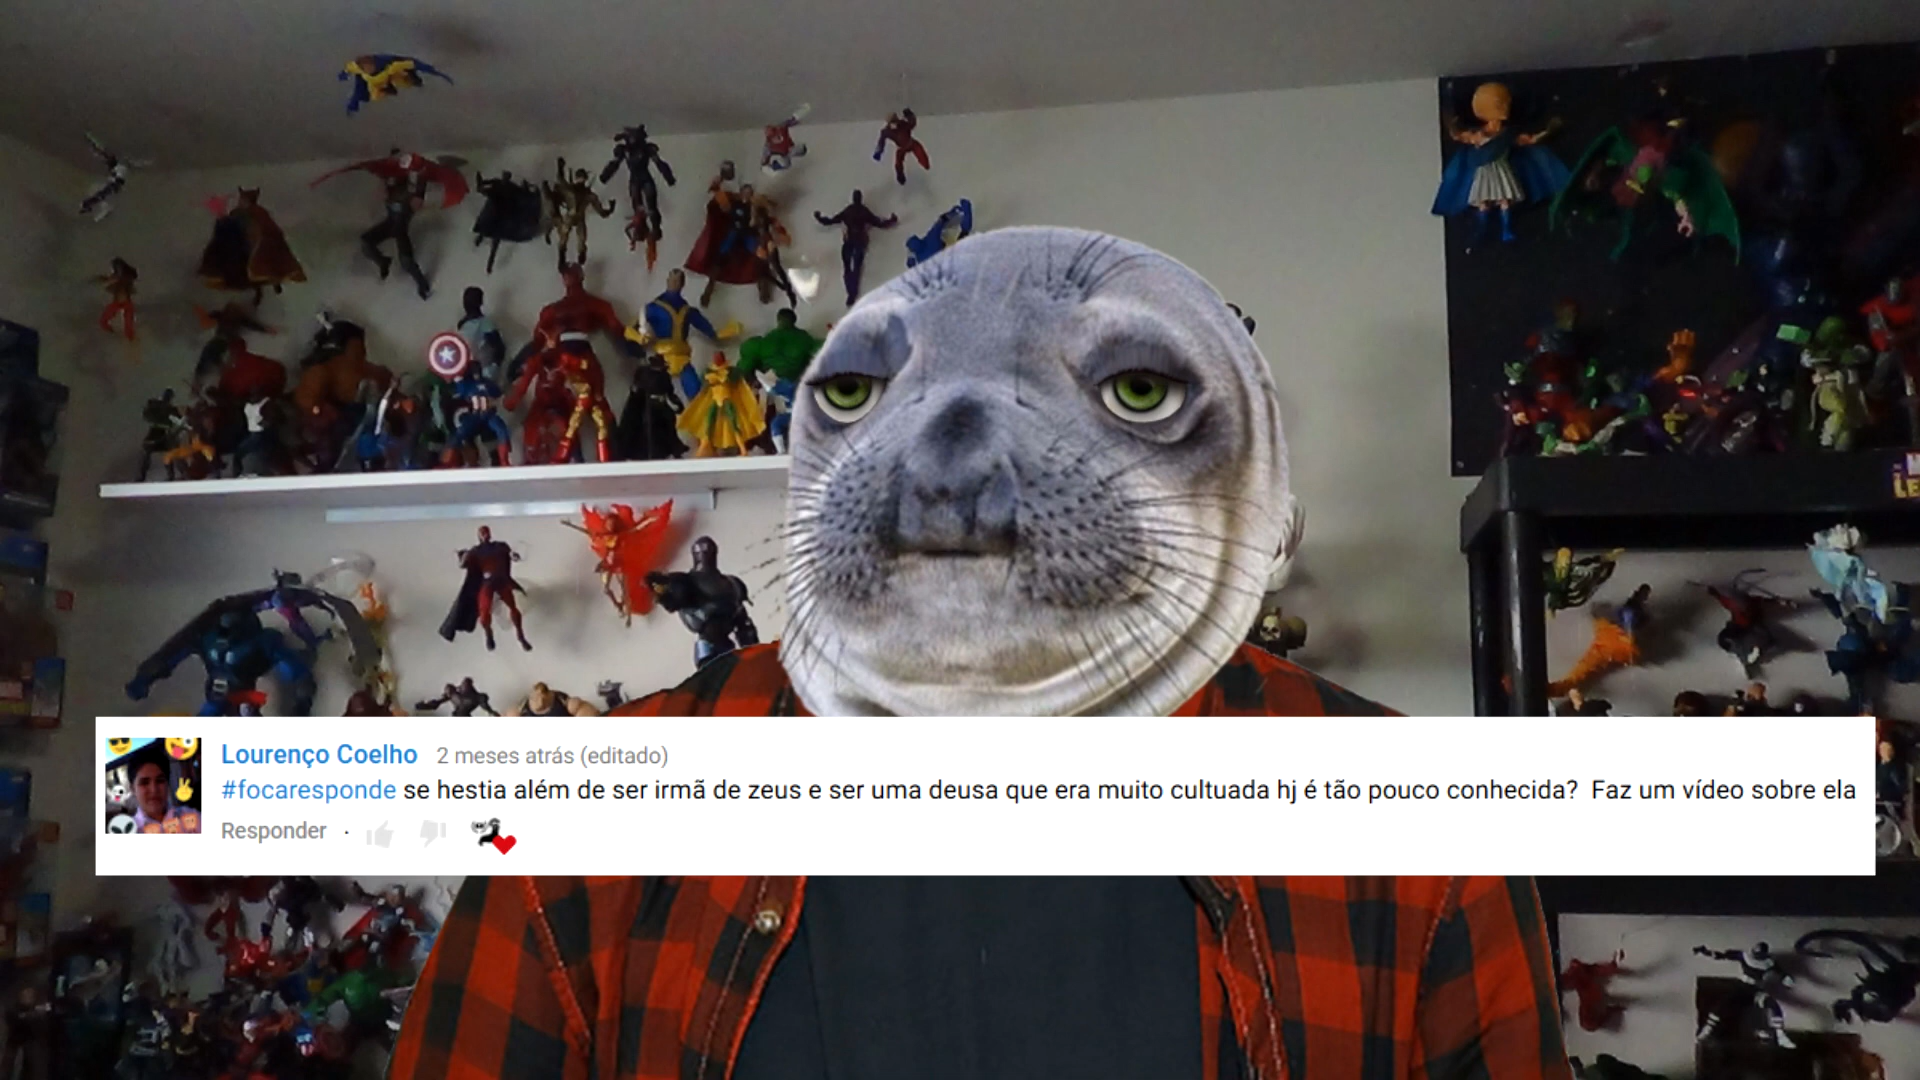 Lourenço Coelho 2 meses atrás (editado)
#focaresponde se hestia além de ser irmã de zeus e ser uma deusa que era muito cultuada hj é tão pouco conhecida? Faz um vídeo sobre ela
Responder ·